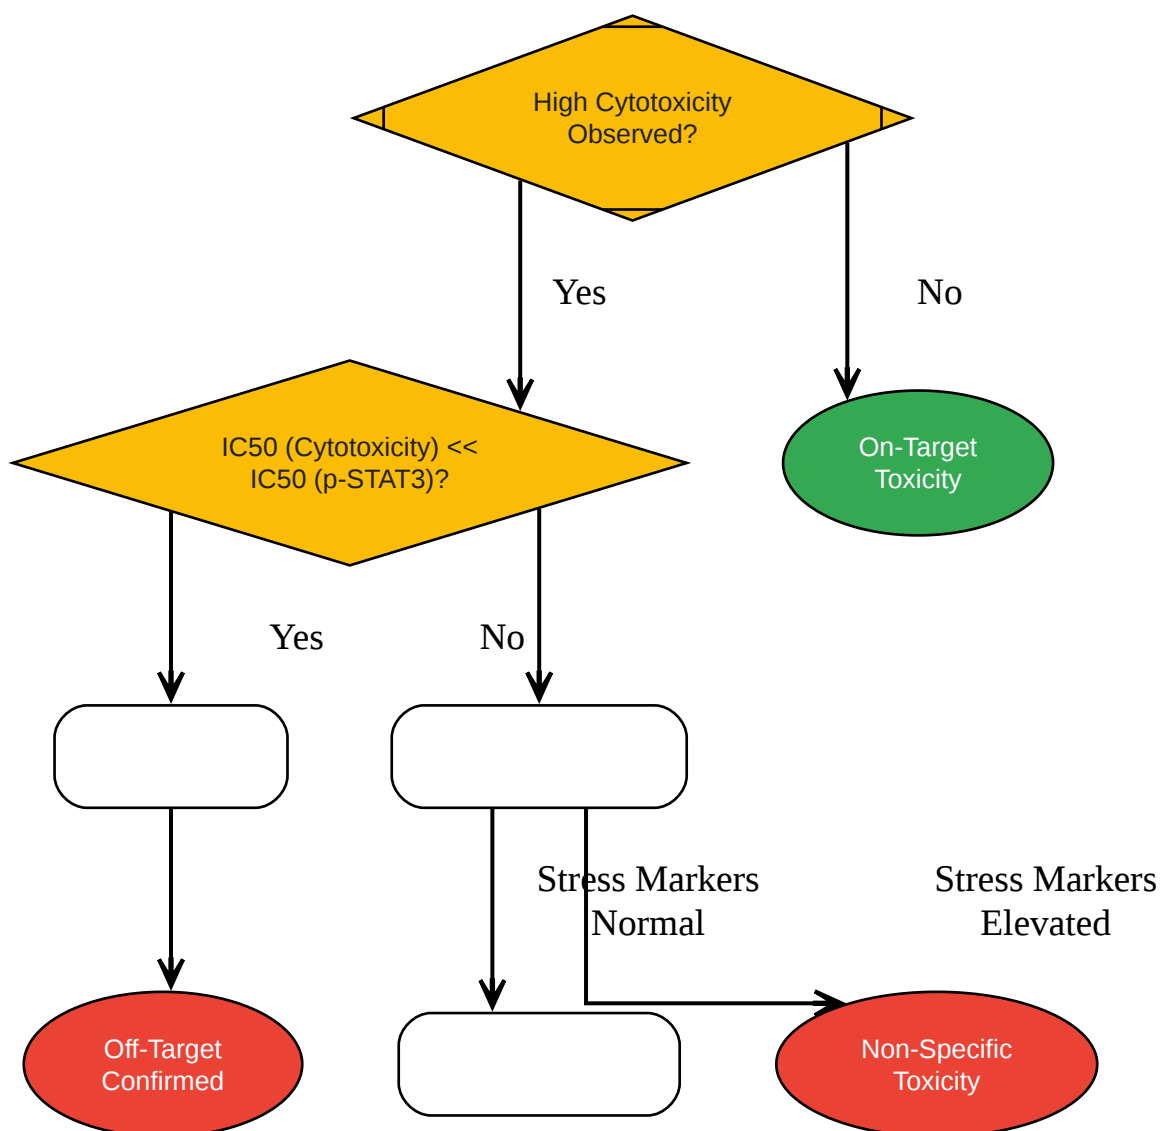 High Cytotoxicity
Observed?
Yes
No
IC50 (Cytotoxicity) <<
IC50 (p-STAT3)?
On-Target
Toxicity
Yes
No
Stress Markers
Normal
Stress Markers
Elevated
Off-Target
Confirmed
Non-Specific
Toxicity